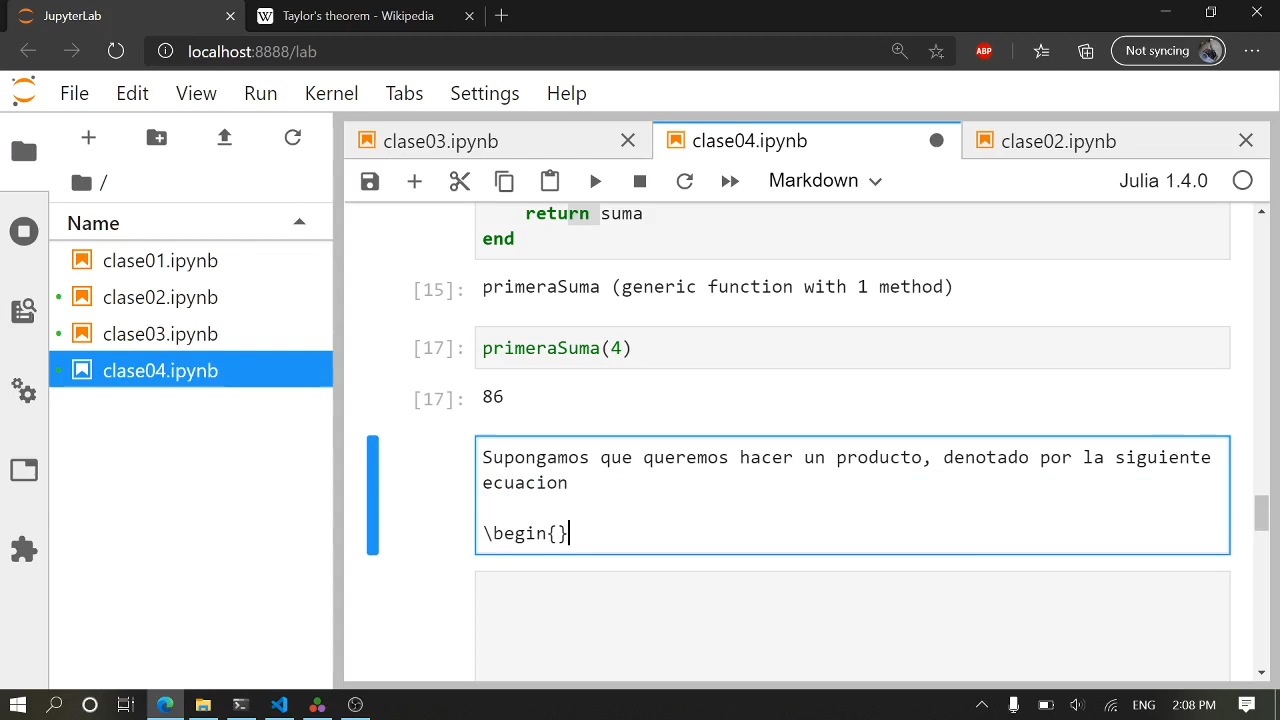 JupyterLab
Taylor's theorem - Wikipedia
localhost:8888/lab
ABP
Not syncing
File Edit View Run Kernel Tabs Settings Help
clase03.ipynb
clase04.ipynb
clase02.ipynb
/
Markdown
Julia 1.4.0
Name
clase01.ipynb
clase02.ipynb
clase03.ipynb
clase04.ipynb
return suma
end
[15]: primeraSuma (generic function with 1 method)
[17]: primeraSuma(4)
[17]: 86
Supongamos que queremos hacer un producto, denotado por la siguiente
ecuacion
\begin{}
ENG 2:08 PM